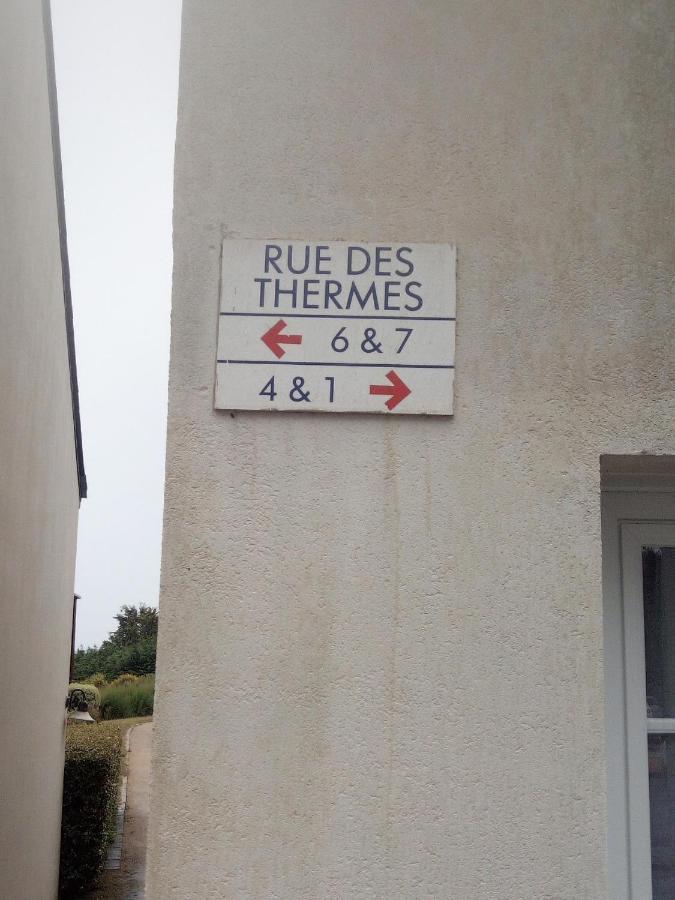 RUE DES
THERMES
← 6 & 7
4 & 1 →